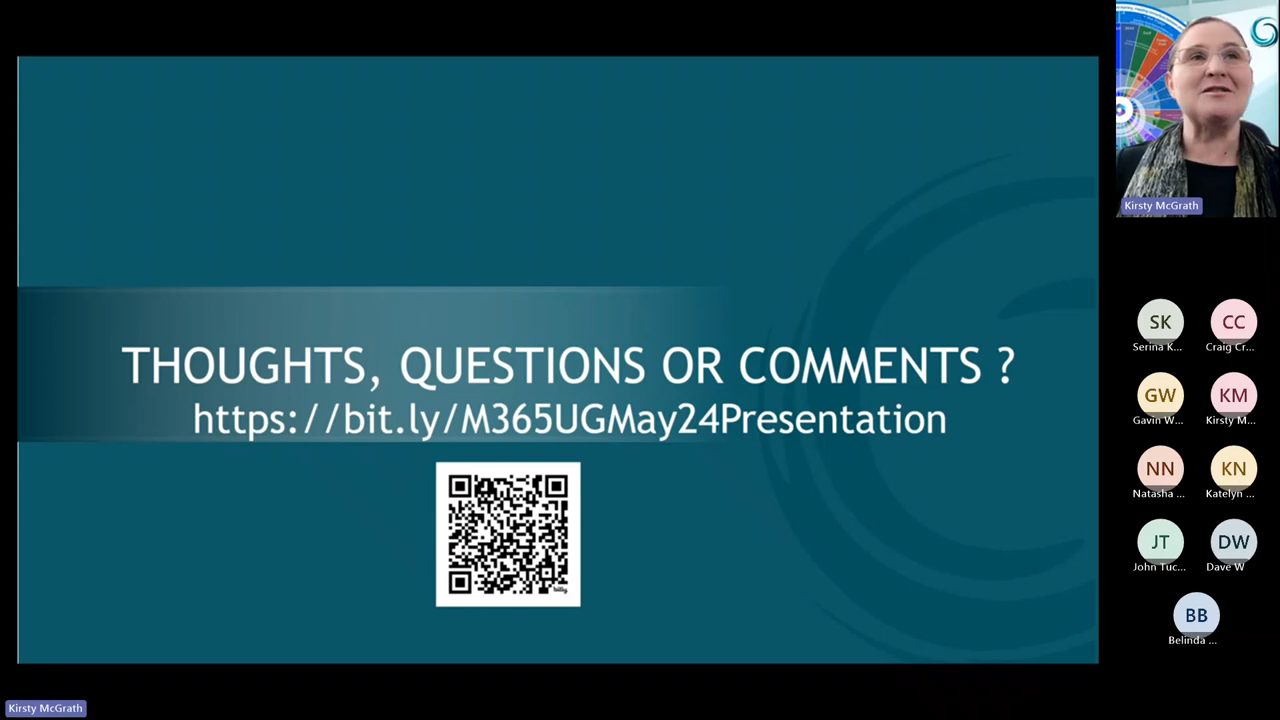 THOUGHTS, QUESTIONS OR COMMENTS ?
https://bit.ly/M365UGMay24Presentation
bitly
Kirsty McGrath
SK
Serina K...
CC
Craig Cr...
GW
Gavin W...
KM
Kirsty M...
NN
Natasha ...
KN
Katelyn ...
JT
John Tuc...
DW
Dave W
BB
Belinda ...
Kirsty McGrath